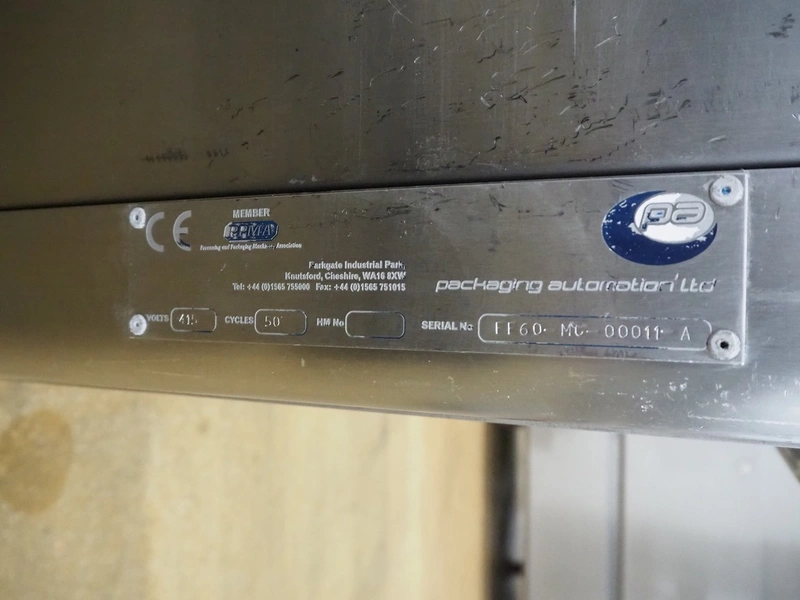 CE
MEMBER
PPMA
Processing and Packaging Machinery Association
pa
Parkgate Industrial Park,
Knutsford, Cheshire, WA16 8XW
Tel: +44 (0)1565 755000 Fax: +44 (0)1565 751015
packaging automation Ltd
VOLTS 415 CYCLES 50 HM No SERIAL No FF60 MC 00011 A